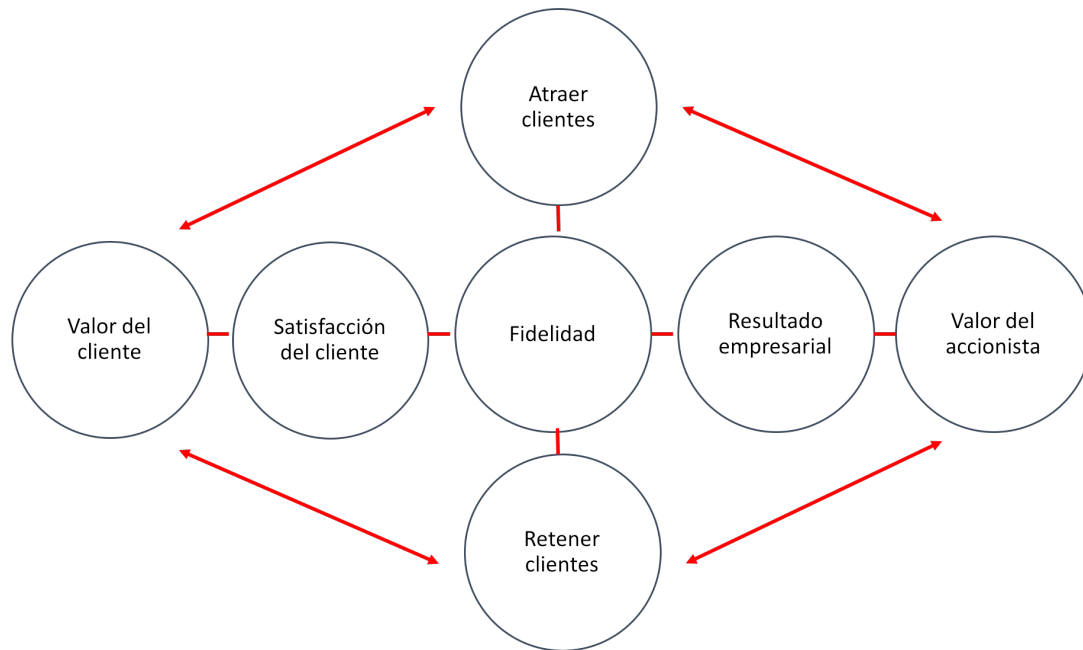 Atraer
clientes
Valor del
cliente
Satisfacción
del cliente
Fidelidad
Resultado
empresarial
Valor del
accionista
Retener
clientes